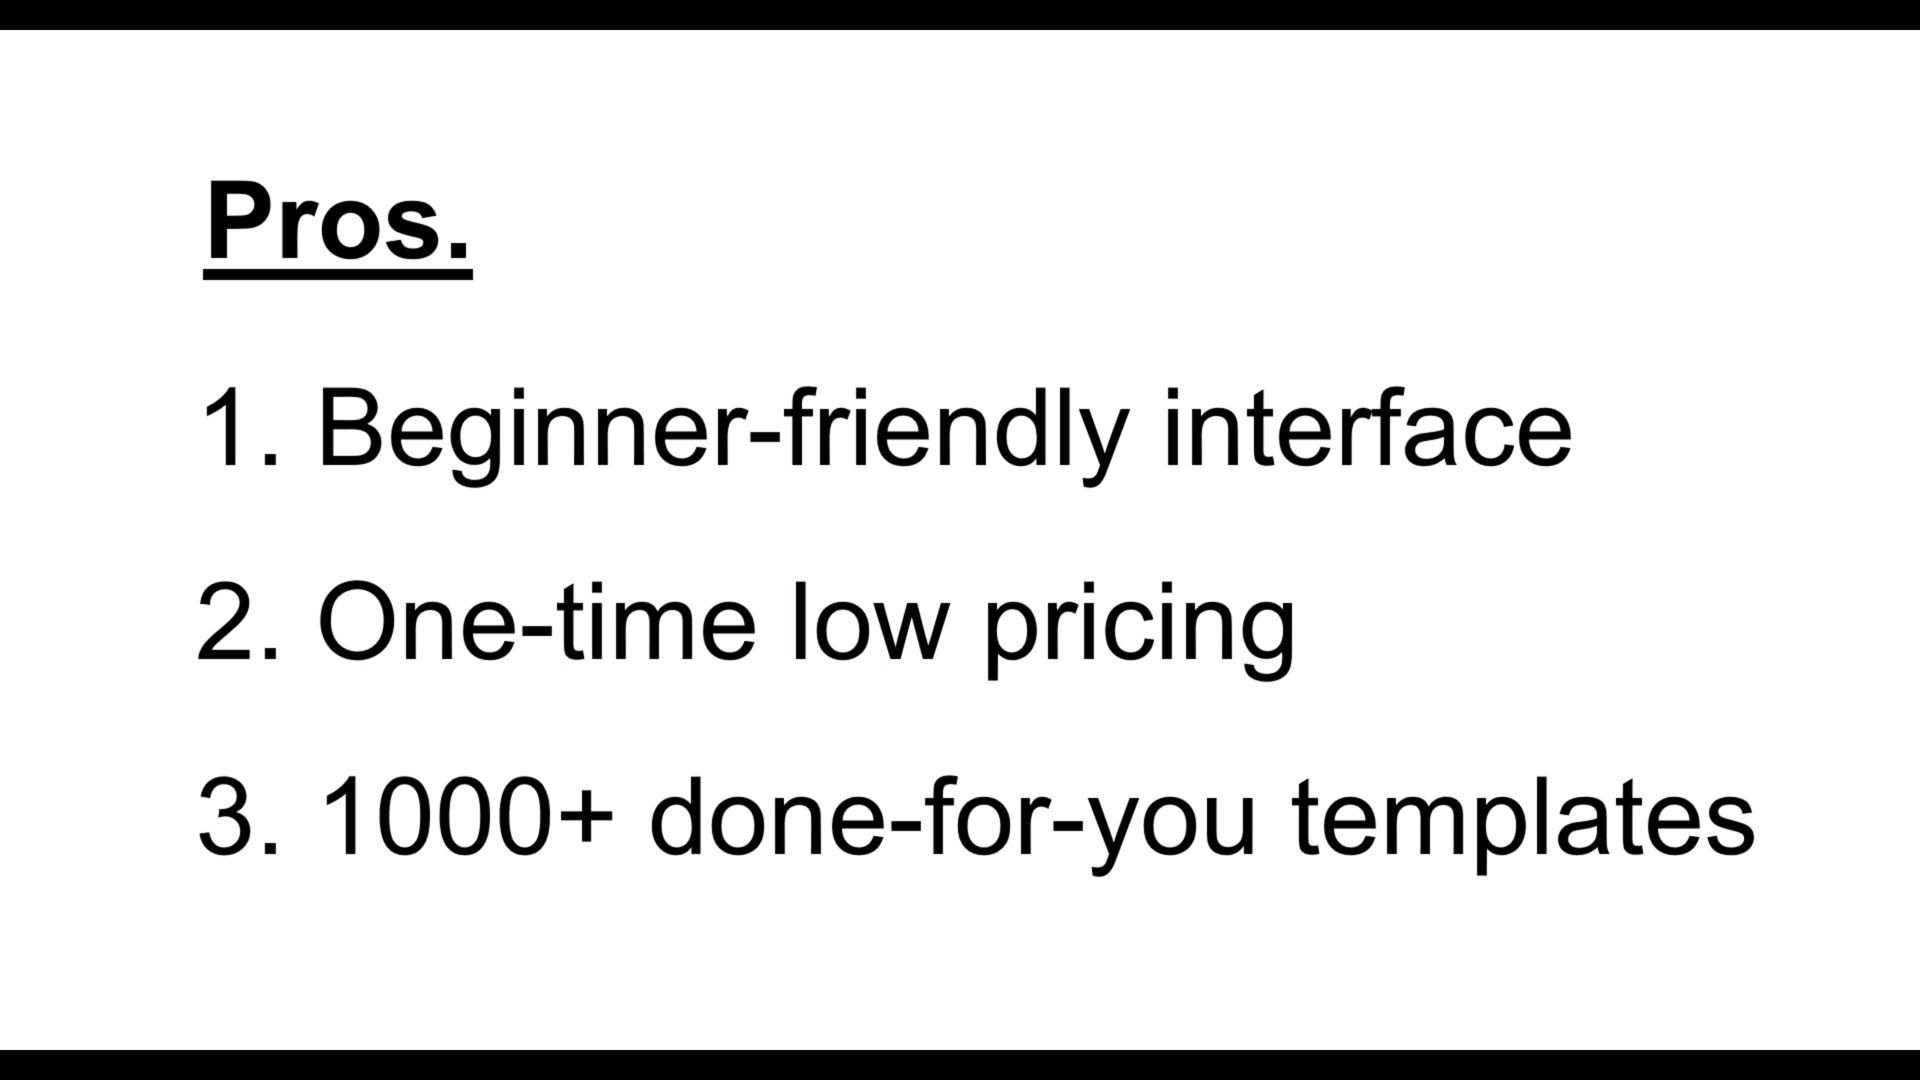 Pros.
1. Beginner-friendly interface
2. One-time low pricing
3. 1000+ done-for-you templates